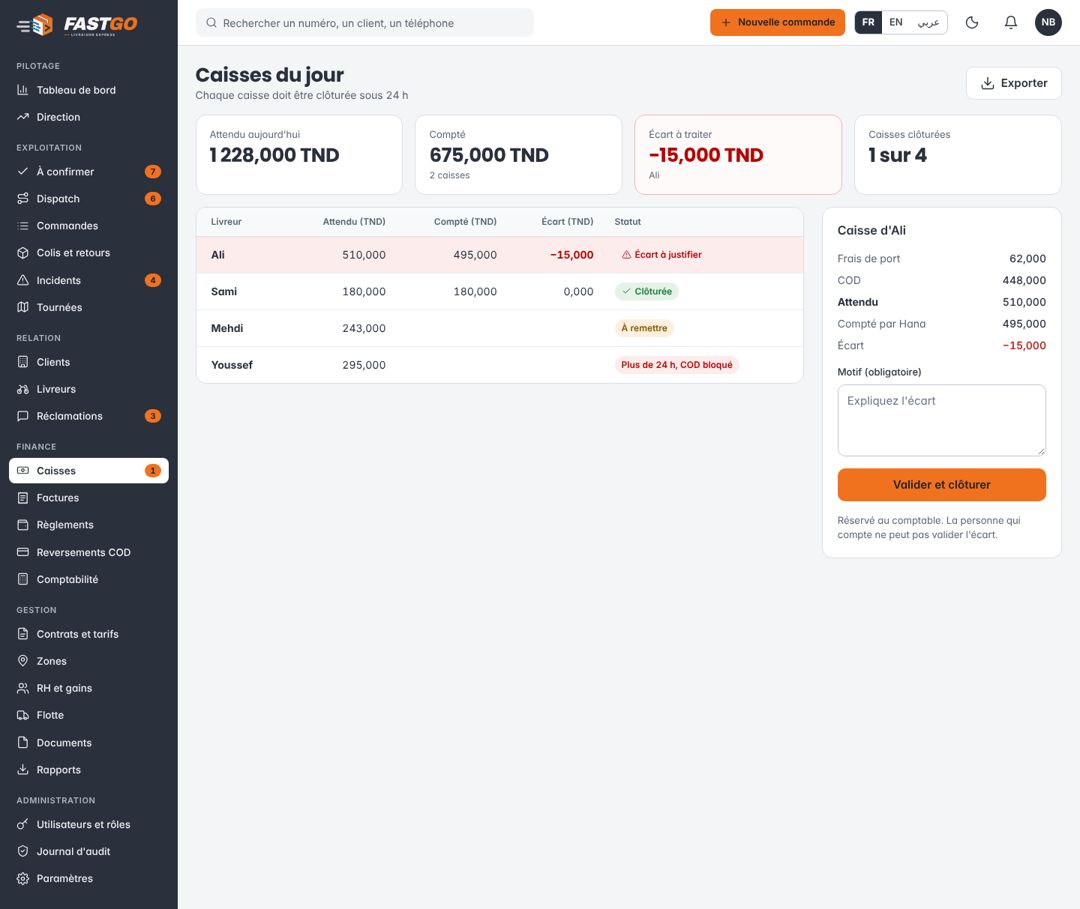 FASTGO
LIVRAISON EXPRESS
Rechercher un numéro, un client, un téléphone
Nouvelle commande
FR EN عربي
NB
PILOTAGE
Tableau de bord
Direction
EXPLOITATION
À confirmer 7
Dispatch 6
Commandes
Colis et retours
Incidents 4
Tournées
RELATION
Clients
Livreurs
Réclamations 3
FINANCE
Caisses 1
Factures
Règlements
Reversements COD
Comptabilité
GESTION
Contrats et tarifs
Zones
RH et gains
Flotte
Documents
Rapports
ADMINISTRATION
Utilisateurs et rôles
Journal d'audit
Paramètres
Caisses du jour
Chaque caisse doit être clôturée sous 24 h
Exporter
Attendu aujourd'hui
1 228,000 TND
Compté
675,000 TND
2 caisses
Écart à traiter
−15,000 TND
Ali
Caisses clôturées
1 sur 4
Livreur Attendu (TND) Compté (TND) Écart (TND) Statut
Ali 510,000 495,000 −15,000 Écart à justifier
Sami 180,000 180,000 0,000 Clôturée
Mehdi 243,000 À remettre
Youssef 295,000 Plus de 24 h, COD bloqué
Caisse d'Ali
Frais de port 62,000
COD 448,000
Attendu 510,000
Compté par Hana 495,000
Écart −15,000
Motif (obligatoire)
Expliquez l'écart
Valider et clôturer
Réservé au comptable. La personne qui
compte ne peut pas valider l'écart.